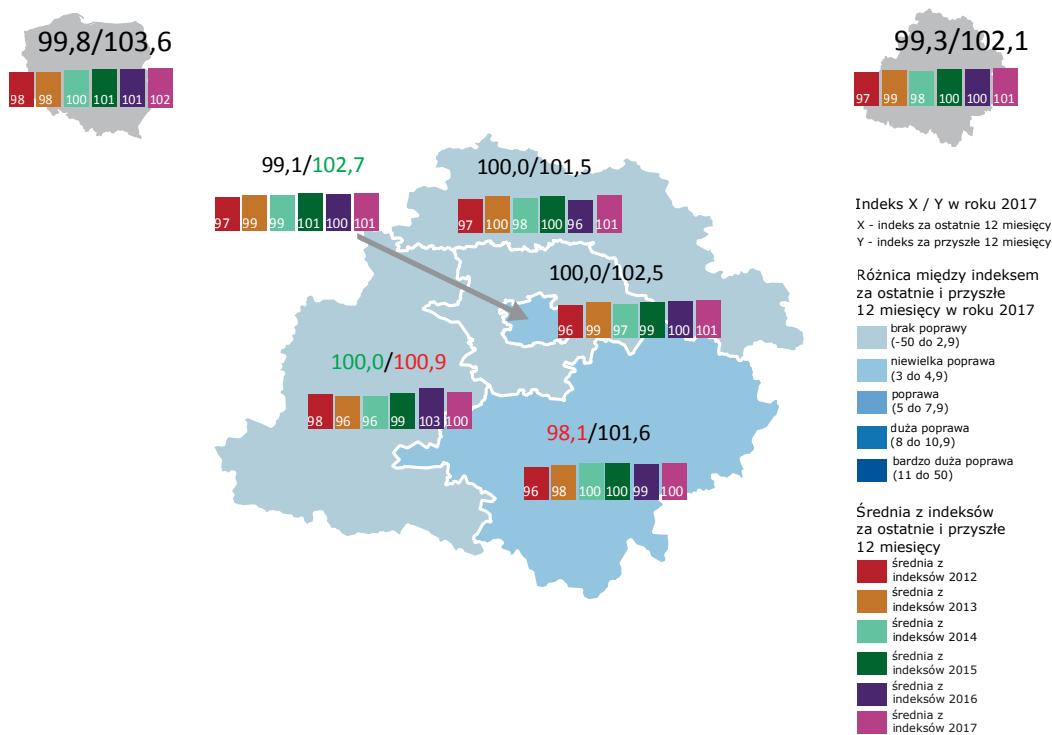 99,8/103,6
98 98 100 101 101 102
99,3/102,1
97 99 98 100 100 101
99,1/102,7
97 99 99 101 100 101
100,0/101,5
97 100 98 100 96 101
100,0/102,5
96 99 97 99 100 101
100,0/100,9
98 96 96 99 103 100
98,1/101,6
96 98 100 100 99 100
Indeks X / Y w roku 2017
X - indeks za ostatnie 12 miesięcy
Y - indeks za przyszłe 12 miesięcy
Różnica między indeksem
za ostatnie i przyszłe
12 miesięcy w roku 2017
brak poprawy
(-50 do 2,9)
niewielka poprawa
(3 do 4,9)
poprawa
(5 do 7,9)
duża poprawa
(8 do 10,9)
bardzo duża poprawa
(11 do 50)
Średnia z indeksów
za ostatnie i przyszłe
12 miesięcy
średnia z
indeksów 2012
średnia z
indeksów 2013
średnia z
indeksów 2014
średnia z
indeksów 2015
średnia z
indeksów 2016
średnia z
indeksów 2017